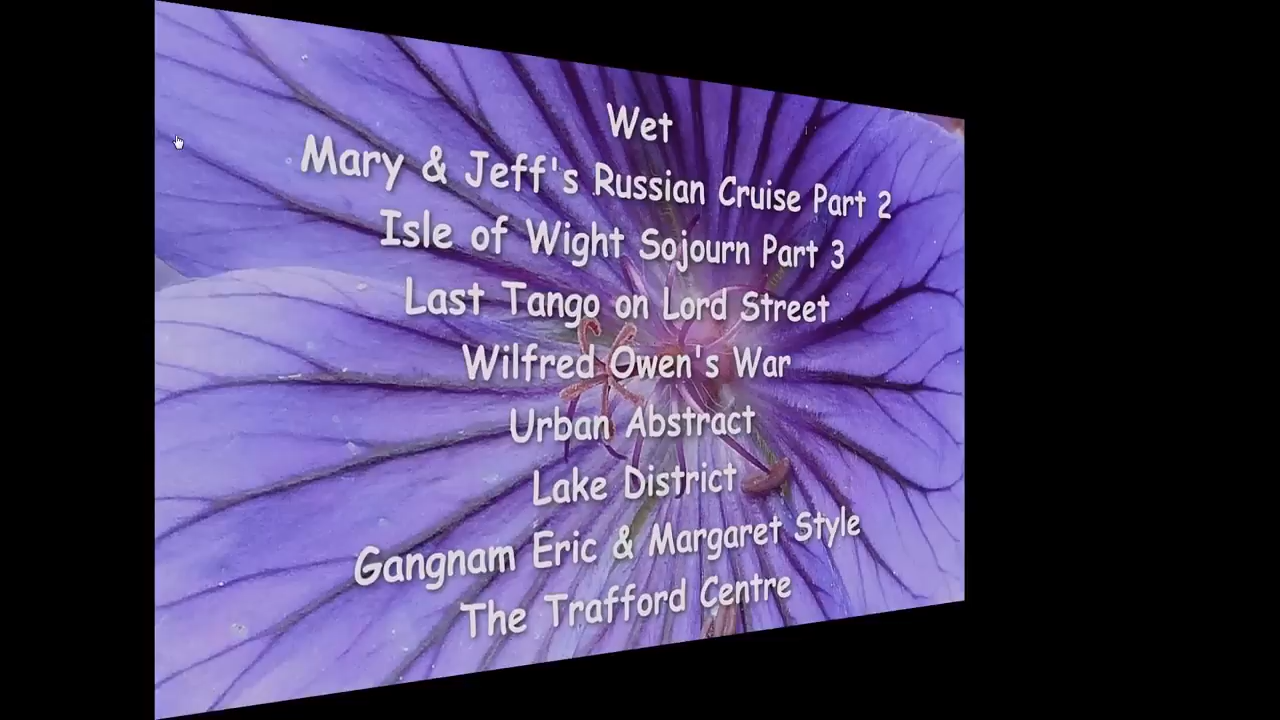 Wet
Mary & Jeff's Russian Cruise Part 2
Isle of Wight Sojourn Part 3
Last Tango on Lord Street
Wilfred Owen's War
Urban Abstract
Lake District
Gangnam Eric & Margaret Style
The Trafford Centre